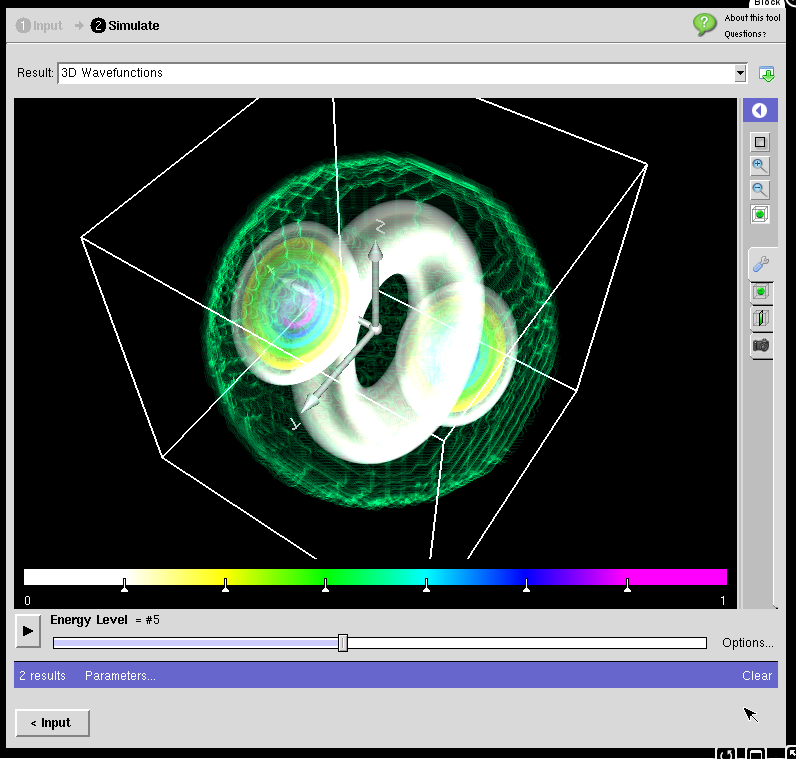 Block
1 Input → 2 Simulate
? About this tool
Questions?
Result: 3D Wavefunctions
Z
Y
0 1
Energy Level = #5
Options...
2 results Parameters... Clear
< Input